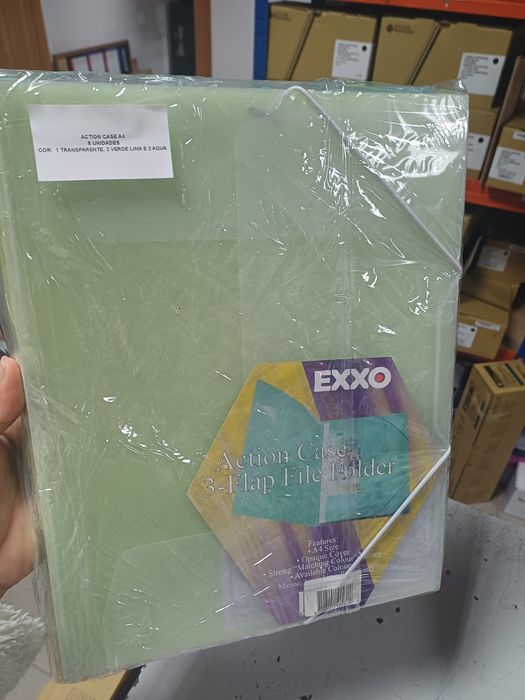 ACTION CASE A4
5 UNIDADES
COR: 1 TRANSPARENTE, 2 VERDE LIMA E 2 AQUA
EXXO
Action Case
3-Flap File Folder
Features:
• A4 Size
• Opaque Cover
• Strong "Matching Colour"
• Available Colours